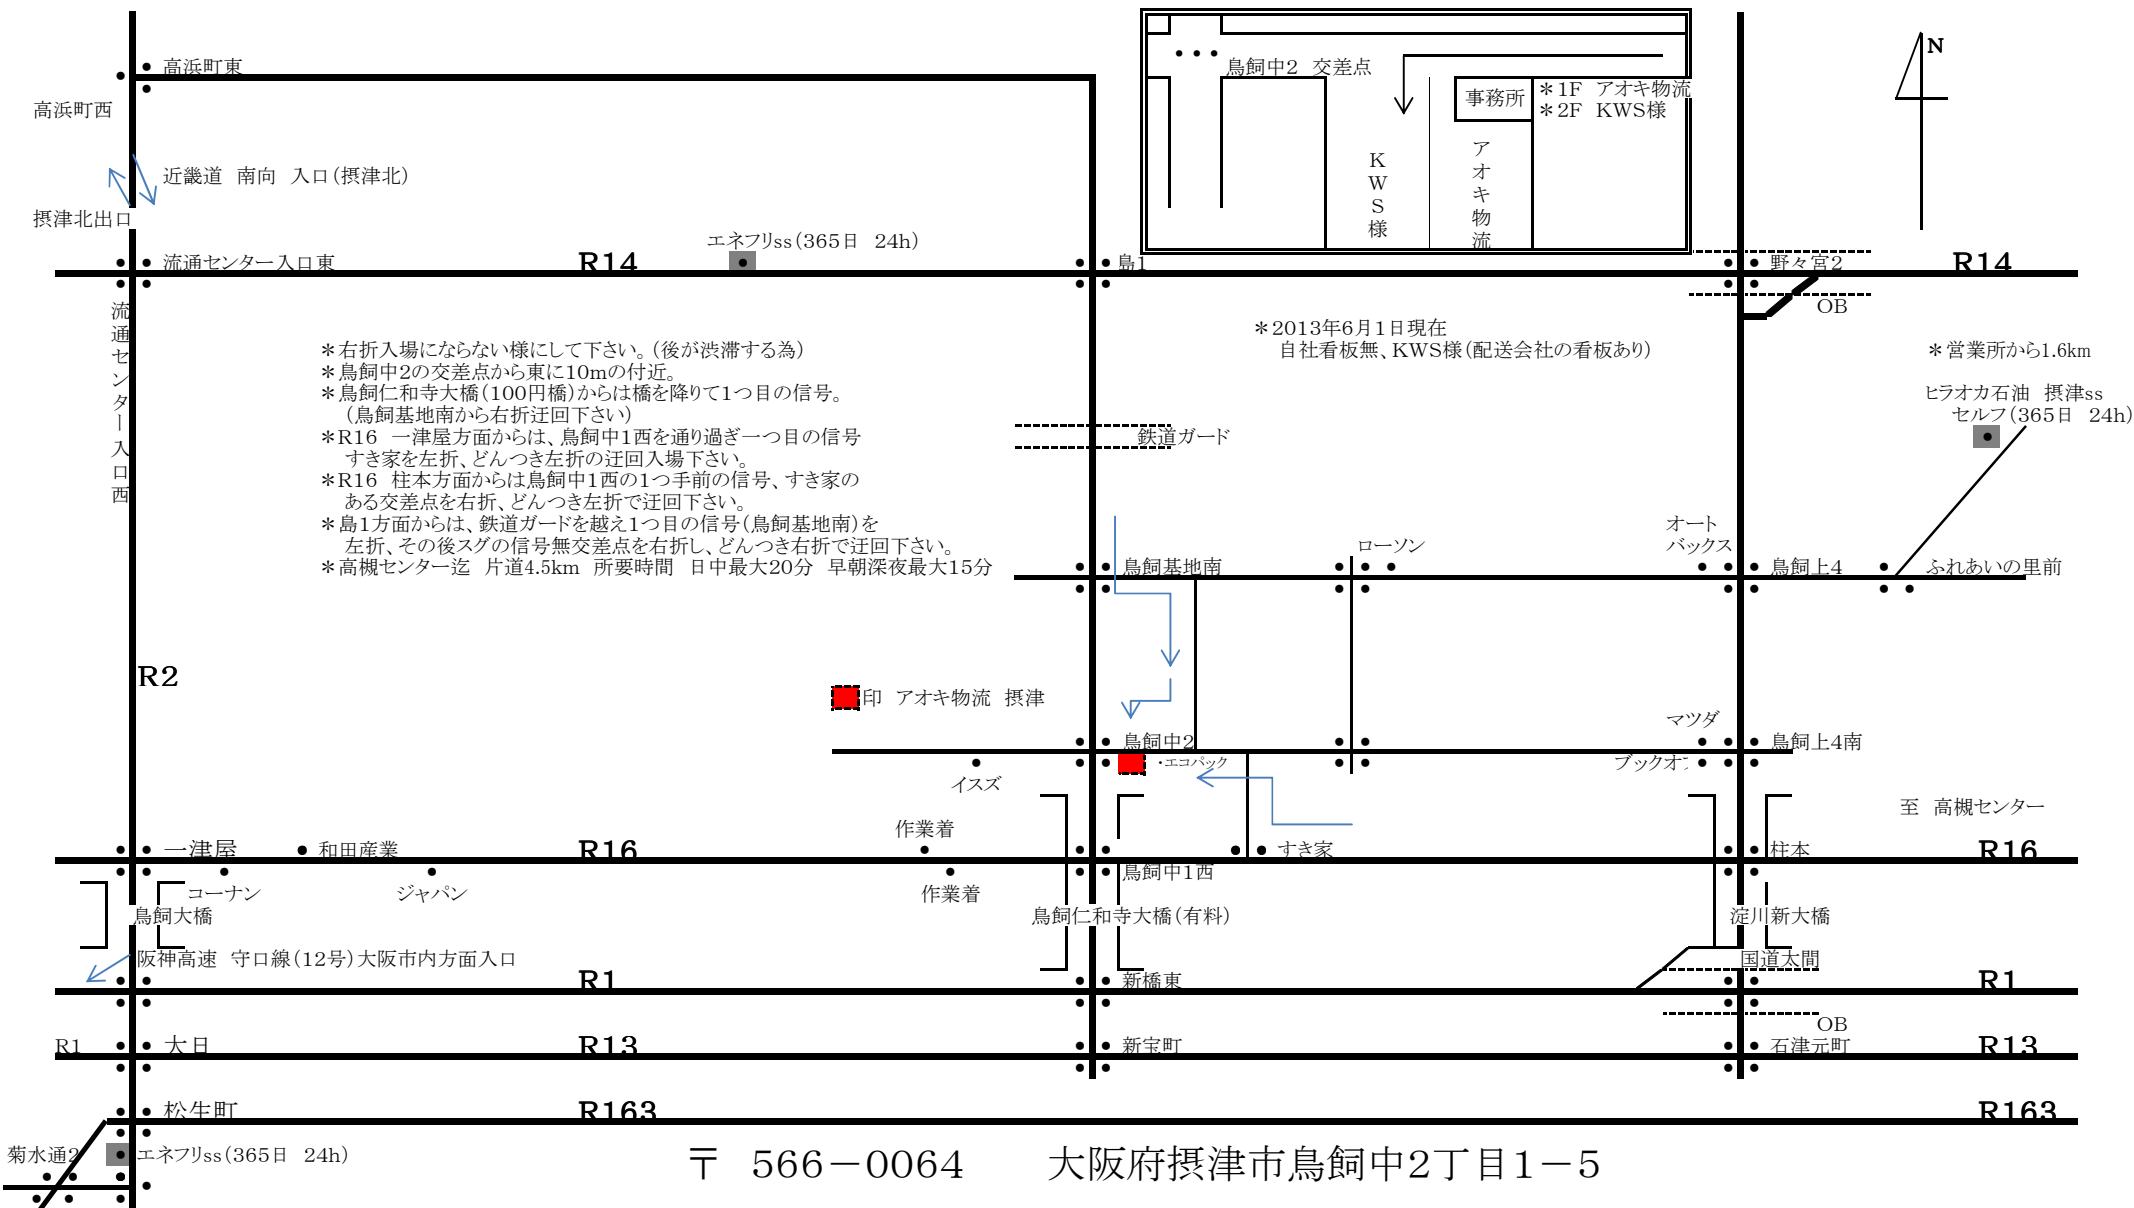 高浜町東
高浜町西
近畿道 南向 入口(摂津北)
摂津北出口
流通センター入口東
R14
エネフリss(365日 24h)
島1
鳥飼中2 交差点
事務所
*1F アオキ物流
*2F KWS様
KWS様
アオキ物流
N
野々宮2
R14
OB
流通センター入口西
*右折入場にならない様にして下さい。(後が渋滞する為)
*鳥飼中2の交差点から東に10mの付近。
*鳥飼仁和寺大橋(100円橋)からは橋を降りて1つ目の信号。
(鳥飼基地南から右折迂回下さい)
*R16 一津屋方面からは、鳥飼中1西を通り過ぎ一つ目の信号
すき家を左折、どんつき左折の迂回入場下さい。
*R16 柱本方面からは鳥飼中1西の1つ手前の信号、すき家の
ある交差点を右折、どんつき左折で迂回下さい。
*島1方面からは、鉄道ガードを越え1つ目の信号(鳥飼基地南)を
左折、その後スグの信号無交差点を右折し、どんつき右折で迂回下さい。
*高槻センター迄 片道4.5km 所要時間 日中最大20分 早朝深夜最大15分
*2013年6月1日現在
自社看板無、KWS様(配送会社の看板あり)
*営業所から1.6km
ヒラオカ石油 摂津ss
セルフ(365日 24h)
鉄道ガード
鳥飼基地南
ローソン
オート
バックス
鳥飼上4
ふれあいの里前
R2
印 アオキ物流 摂津
鳥飼中2
・エコパック
イスズ
マツダ
鳥飼上4南
ブックオ
至 高槻センター
一津屋
和田産業
R16
作業着
すき家
柱本
R16
コーナン
ジャパン
作業着
鳥飼中1西
鳥飼大橋
鳥飼仁和寺大橋(有料)
淀川新大橋
阪神高速 守口線(12号)大阪市内方面入口
国道太間
R1
新橋東
R1
OB
R1
大日
R13
新宝町
石津元町
R13
松生町
R163
R163
菊水通2
エネフリss(365日 24h)
〒 566-0064 大阪府摂津市鳥飼中2丁目1-5